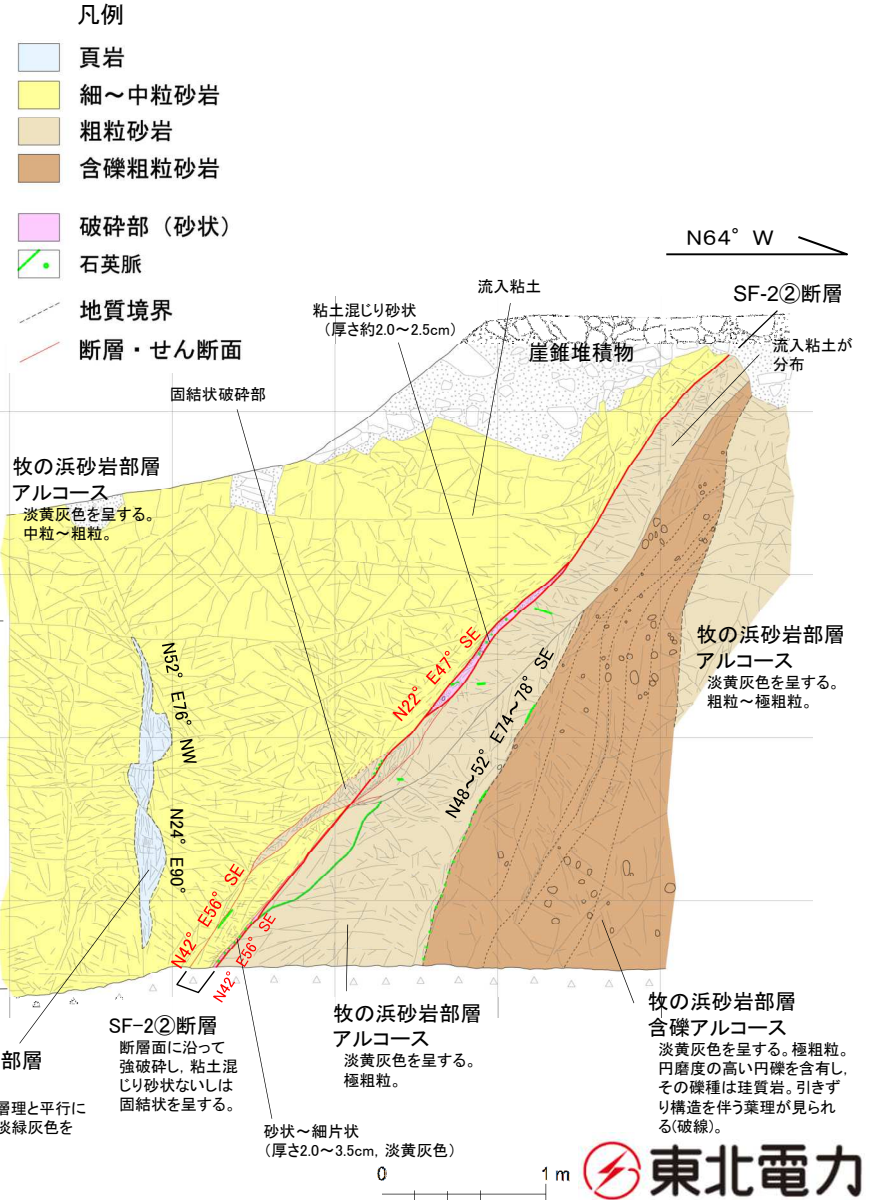 凡例
頁岩
細～中粒砂岩
粗粒砂岩
含礫粗粒砂岩
破砕部（砂状）
石英脈
地質境界
断層・せん断面
N64° W
SF-2②断層
流入粘土
粘土混じり砂状
（厚さ約2.0～2.5cm）
崖錐堆積物
流入粘土が
分布
固結状破砕部
牧の浜砂岩部層
アルコース
淡黄灰色を呈する。
中粒～粗粒。
N22° E47° SE
N52° E76° NW
N48～52° E74～78° SE
牧の浜砂岩部層
アルコース
淡黄灰色を呈する。
粗粒～極粗粒。
N24° E90°
N42° E56° SE
N42° E56° SE
部層
層理と平行に
淡緑灰色を
SF-2②断層
断層面に沿って
強破砕し, 粘土混
じり砂状ないしは
固結状を呈する。
牧の浜砂岩部層
アルコース
淡黄灰色を呈する。
極粗粒。
牧の浜砂岩部層
含礫アルコース
淡黄灰色を呈する。極粗粒。
円磨度の高い円礫を含有し,
その礫種は珪質岩。引きず
り構造を伴う葉理が見られ
る(破線)。
砂状～細片状
（厚さ2.0～3.5cm, 淡黄灰色）
0 1 m
東北電力